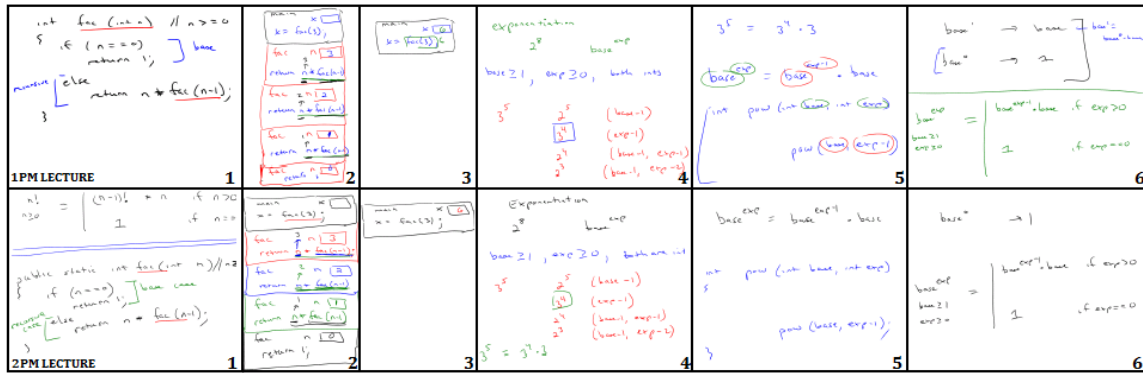 int fac (int n) // n>=0
{
if (n==0)
return 1;
] base
recursive [ else
return n * fac(n-1);
}
1PM LECTURE
1
main
x
x = fac(3);
fac n 3
3
return n * fac(n-1)
fac n 2
2
return n * fac(n-1)
fac n 1
1
return n * fac(n-1)
fac n 0
2
main
x 6
x = fac(3); 6
3
exponentiation
2^8 base^exp
base≥1, exp≥0, both ints
3^5 2^5 (base-1)
3^4 (exp-1)
2^4 (base-1, exp-1)
2^3 (base-1, exp-2)
4
3^5 = 3^4 · 3
base^exp = base^exp-1 · base
int pow (int base, int exp)
pow (base, exp-1)
5
base^1 → base
base^0 → 1
base^exp = base^exp-1 · base if exp>0
base≥1
exp≥0
1 if exp==0
6
n! = (n-1)! * n if n>0
n≥0
1 if n=0
public static int fac(int n)
{ if (n==0)
return 1;
] base case
recursive case [ else
return n * fac(n-1);
}
2PM LECTURE
1
main
x
x = fac(3);
fac n 3
3
return n * fac(n-1);
fac n 2
2
return n * fac(n-1)
fac n 1
1
return n * fac(n-1)
fac n 0
return 1;
2
main
x 6
x = fac(3);
3
Exponentiation
2^8 base^exp
base≥1, exp≥0, both are int
3^5 2^5 (base-1)
3^4 (exp-1)
2^4 (base-1, exp-1)
2^3 (base-1, exp-2)
3^5 = 3^4 · 3
4
base^exp = base^exp-1 · base
int pow (int base, int exp)
{
pow (base, exp-1);
}
5
base^0 → 1
base^exp = base^exp-1 · base if exp>0
base≥1
exp≥0
1 if exp==0
6